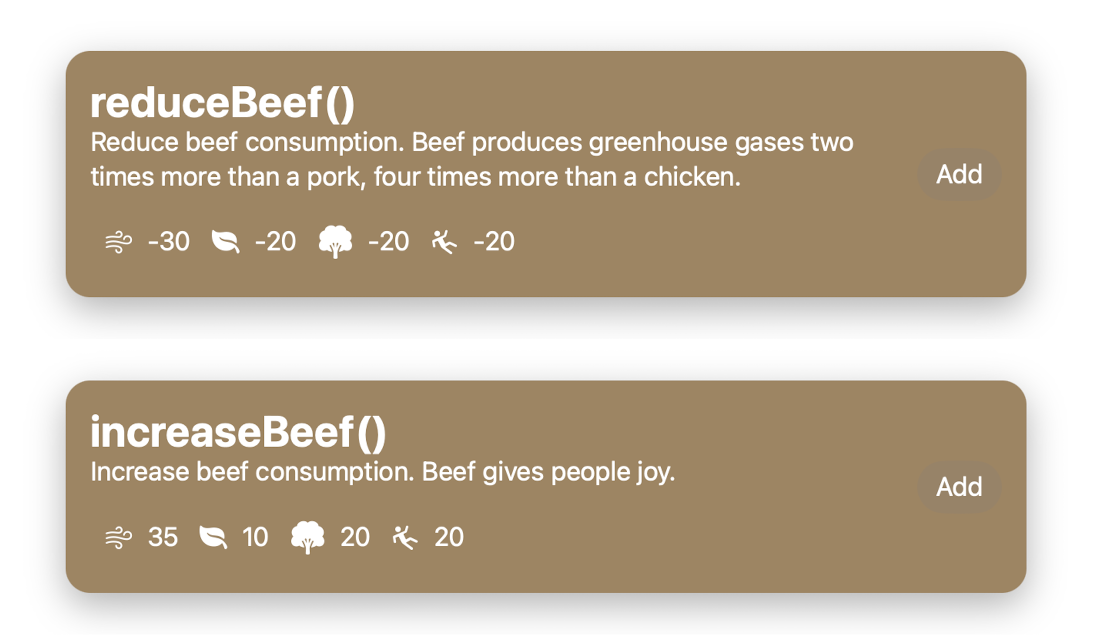 reduceBeef()
Reduce beef consumption. Beef produces greenhouse gases two
times more than a pork, four times more than a chicken.
Add
-30 -20 -20 -20
increaseBeef()
Increase beef consumption. Beef gives people joy.
Add
35 10 20 20